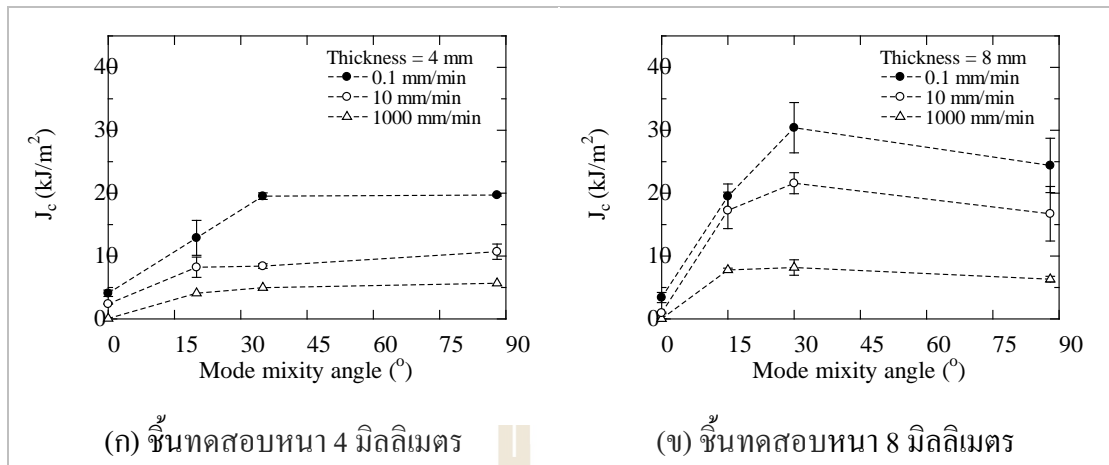 Thickness = 4 mm
0.1 mm/min
10 mm/min
1000 mm/min
40
30
20
10
0
J_c (kJ/m²)
0 15 30 45 60 75 90
Mode mixity angle (°)
(ก) ชิ้นทดสอบหนา 4 มิลลิเมตร
Thickness = 8 mm
0.1 mm/min
10 mm/min
1000 mm/min
40
30
20
10
0
J_c (kJ/m²)
0 15 30 45 60 75 90
Mode mixity angle (°)
(ข) ชิ้นทดสอบหนา 8 มิลลิเมตร